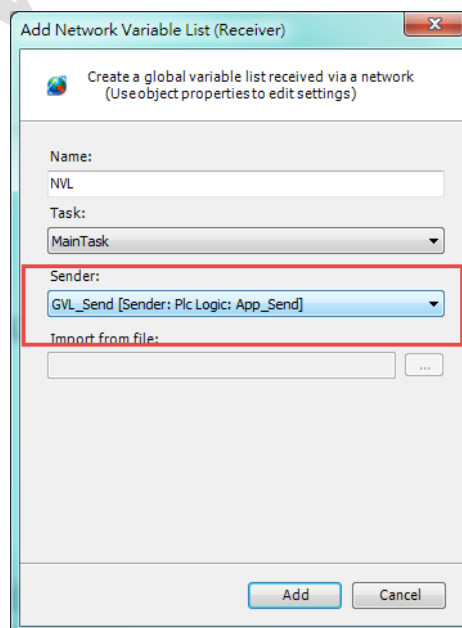 Add Network Variable List (Receiver)
Create a global variable list received via a network
(Use object properties to edit settings)
Name:
NVL
Task:
MainTask
Sender:
GVL_Send [Sender: Plc Logic: App_Send]
Import from file:
...
Add
Cancel